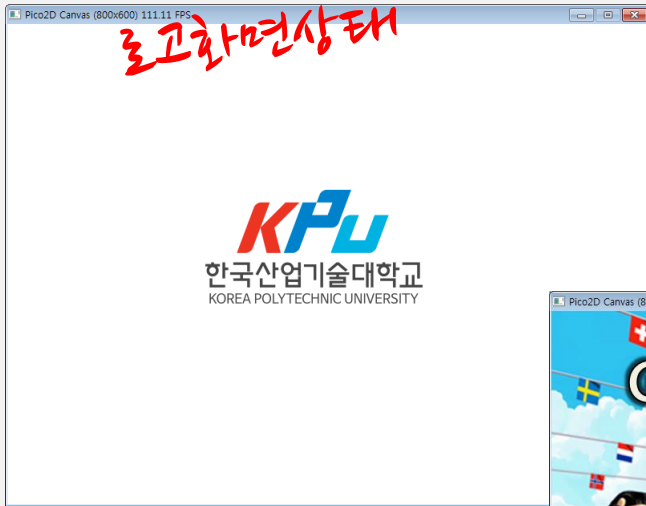 Pico2D Canvas (800x600) 111.11 FPS
로고화면상태
KPU
한국산업기술대학교
KOREA POLYTECHNIC UNIVERSITY
Pico2D Canvas (8